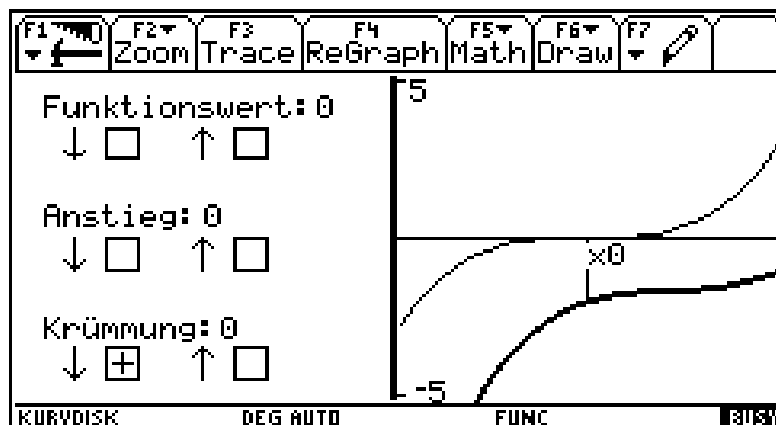 F1 F2 F3 F4 F5 F6 F7
Zoom Trace ReGraph Math Draw
Funktionswert: 0
↓ ↑
Anstieg: 0
↓ ↑
Krümmung: 0
↓ + ↑
5
x0
-5
KURVDISK DEG AUTO FUNC BUSY